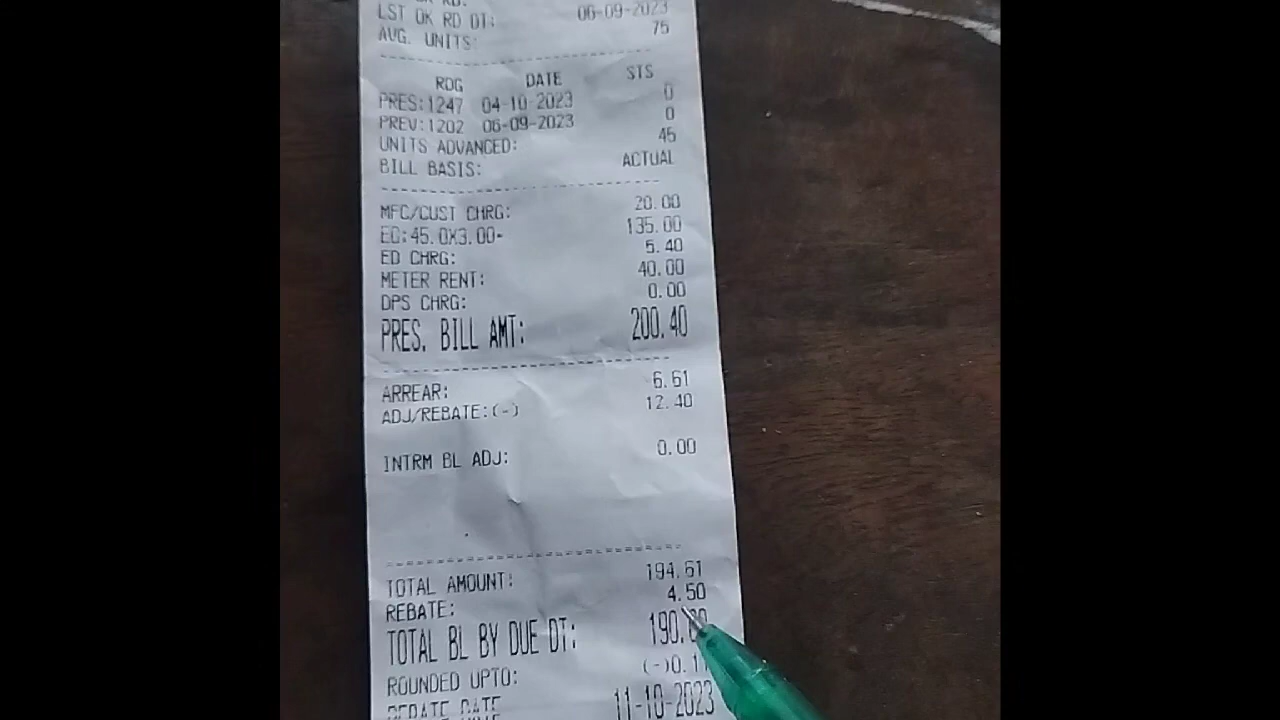 LST OK RD DT: 06-09-2023
AVG. UNITS: 75
RDG DATE STS
PRES:1247 04-10-2023 0
PREV:1202 06-09-2023 0
UNITS ADVANCED: 45
BILL BASIS: ACTUAL
MFC/CUST CHRG: 20.00
EC:45.0X3.00- 135.00
ED CHRG: 5.40
METER RENT: 40.00
DPS CHRG: 0.00
PRES. BILL AMT: 200.40
ARREAR: 6.61
ADJ/REBATE:(-) 12.40
INTRM BL ADJ: 0.00
TOTAL AMOUNT: 194.61
REBATE: 4.50
TOTAL BL BY DUE DT:
ROUNDED UPTO:
REBATE DATE 11-10-2023